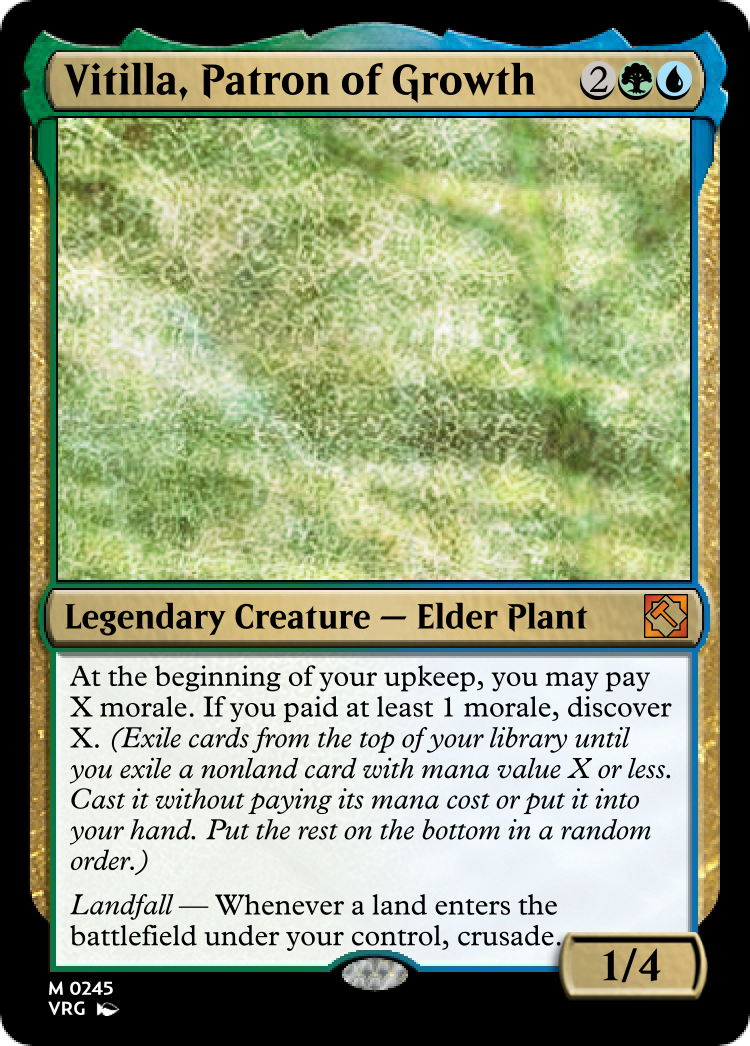 Vitilla, Patron of Growth 2
Legendary Creature — Elder Plant
At the beginning of your upkeep, you may pay
X morale. If you paid at least 1 morale, discover
X. (Exile cards from the top of your library until
you exile a nonland card with mana value X or less.
Cast it without paying its mana cost or put it into
your hand. Put the rest on the bottom in a random
order.)
Landfall — Whenever a land enters the
battlefield under your control, crusade.
1/4
M 0245
VRG